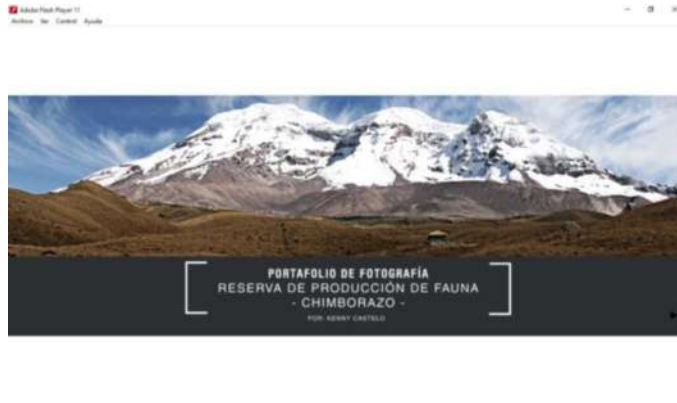 Adobe Flash Player 11
Archivo Ver Control Ayuda
PORTAFOLIO DE FOTOGRAFÍA
RESERVA DE PRODUCCIÓN DE FAUNA
- CHIMBORAZO -
POR: KENNY CASTELO